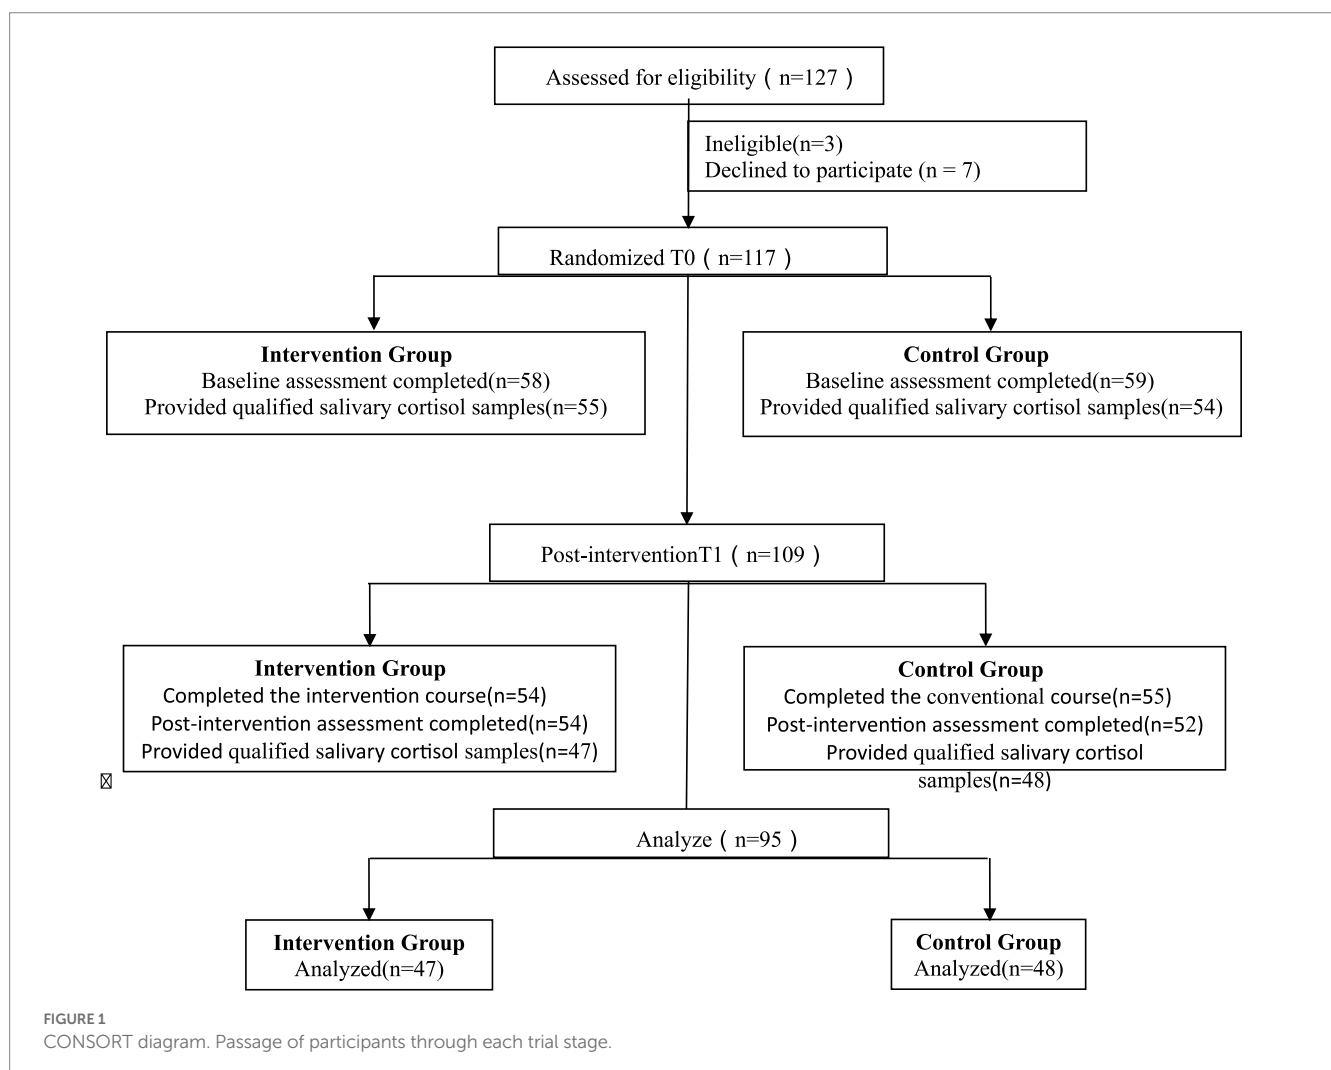 Assessed for eligibility ( n=127 )
Ineligible(n=3)
Declined to participate (n = 7)
Randomized T0 ( n=117 )
Intervention Group
Baseline assessment completed(n=58)
Provided qualified salivary cortisol samples(n=55)
Control Group
Baseline assessment completed(n=59)
Provided qualified salivary cortisol samples(n=54)
Post-interventionT1 ( n=109 )
Intervention Group
Completed the intervention course(n=54)
Post-intervention assessment completed(n=54)
Provided qualified salivary cortisol samples(n=47)
Control Group
Completed the conventional course(n=55)
Post-intervention assessment completed(n=52)
Provided qualified salivary cortisol
samples(n=48)
Analyze ( n=95 )
Intervention Group
Analyzed(n=47)
Control Group
Analyzed(n=48)
FIGURE 1
CONSORT diagram. Passage of participants through each trial stage.